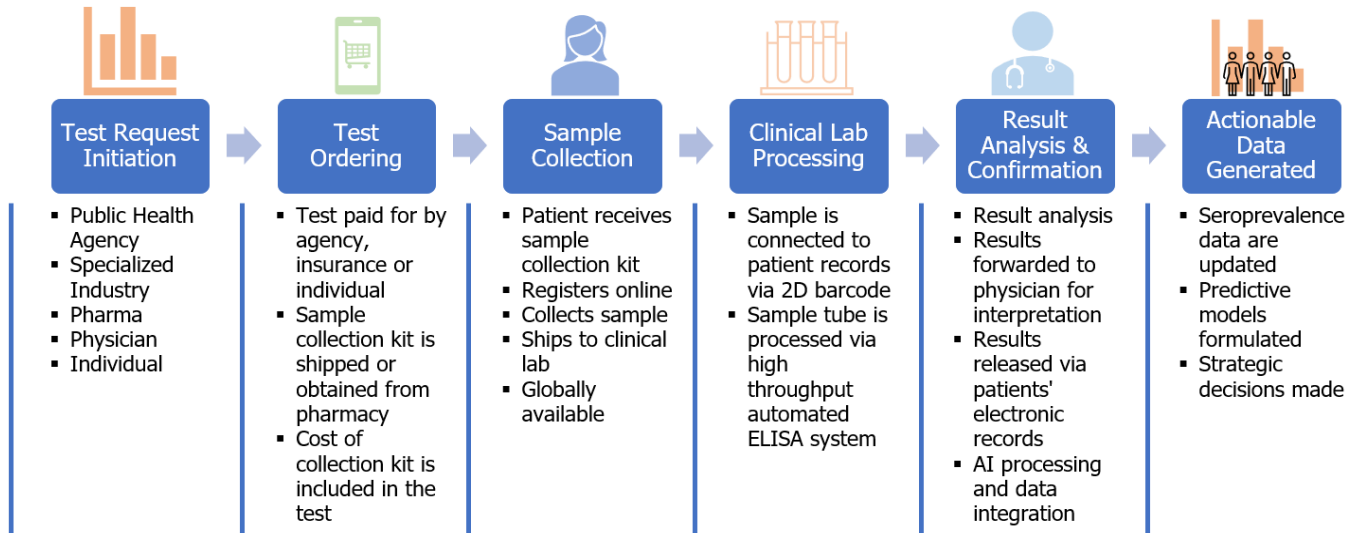 Test Request
Initiation
▪ Public Health
Agency
▪ Specialized
Industry
▪ Pharma
▪ Physician
▪ Individual
Test
Ordering
▪ Test paid for by
agency,
insurance or
individual
▪ Sample
collection kit is
shipped or
obtained from
pharmacy
▪ Cost of
collection kit is
included in the
test
Sample
Collection
▪ Patient receives
sample
collection kit
▪ Registers online
▪ Collects sample
▪ Ships to clinical
lab
▪ Globally
available
Clinical Lab
Processing
▪ Sample is
connected to
patient records
via 2D barcode
▪ Sample tube is
processed via
high
throughput
automated
ELISA system
Result
Analysis &
Confirmation
▪ Result analysis
▪ Results
forwarded to
physician for
interpretation
▪ Results
released via
patients'
electronic
records
▪ AI processing
and data
integration
Actionable
Data
Generated
▪ Seroprevalence
data are
updated
▪ Predictive
models
formulated
▪ Strategic
decisions made